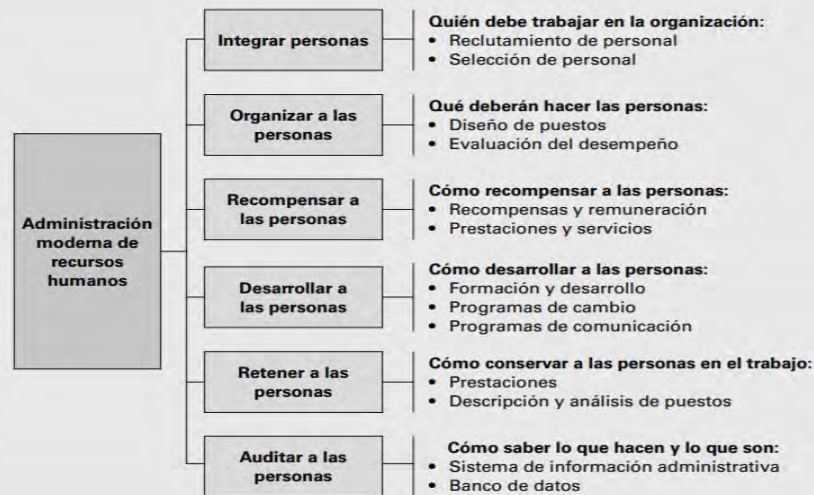 Administración
moderna de
recursos
humanos
Integrar personas
Quién debe trabajar en la organización:
• Reclutamiento de personal
• Selección de personal
Organizar a las
personas
Qué deberán hacer las personas:
• Diseño de puestos
• Evaluación del desempeño
Recompensar a
las personas
Cómo recompensar a las personas:
• Recompensas y remuneración
• Prestaciones y servicios
Desarrollar a
las personas
Cómo desarrollar a las personas:
• Formación y desarrollo
• Programas de cambio
• Programas de comunicación
Retener a las
personas
Cómo conservar a las personas en el trabajo:
• Prestaciones
• Descripción y análisis de puestos
Auditar a las
personas
Cómo saber lo que hacen y lo que son:
• Sistema de información administrativa
• Banco de datos